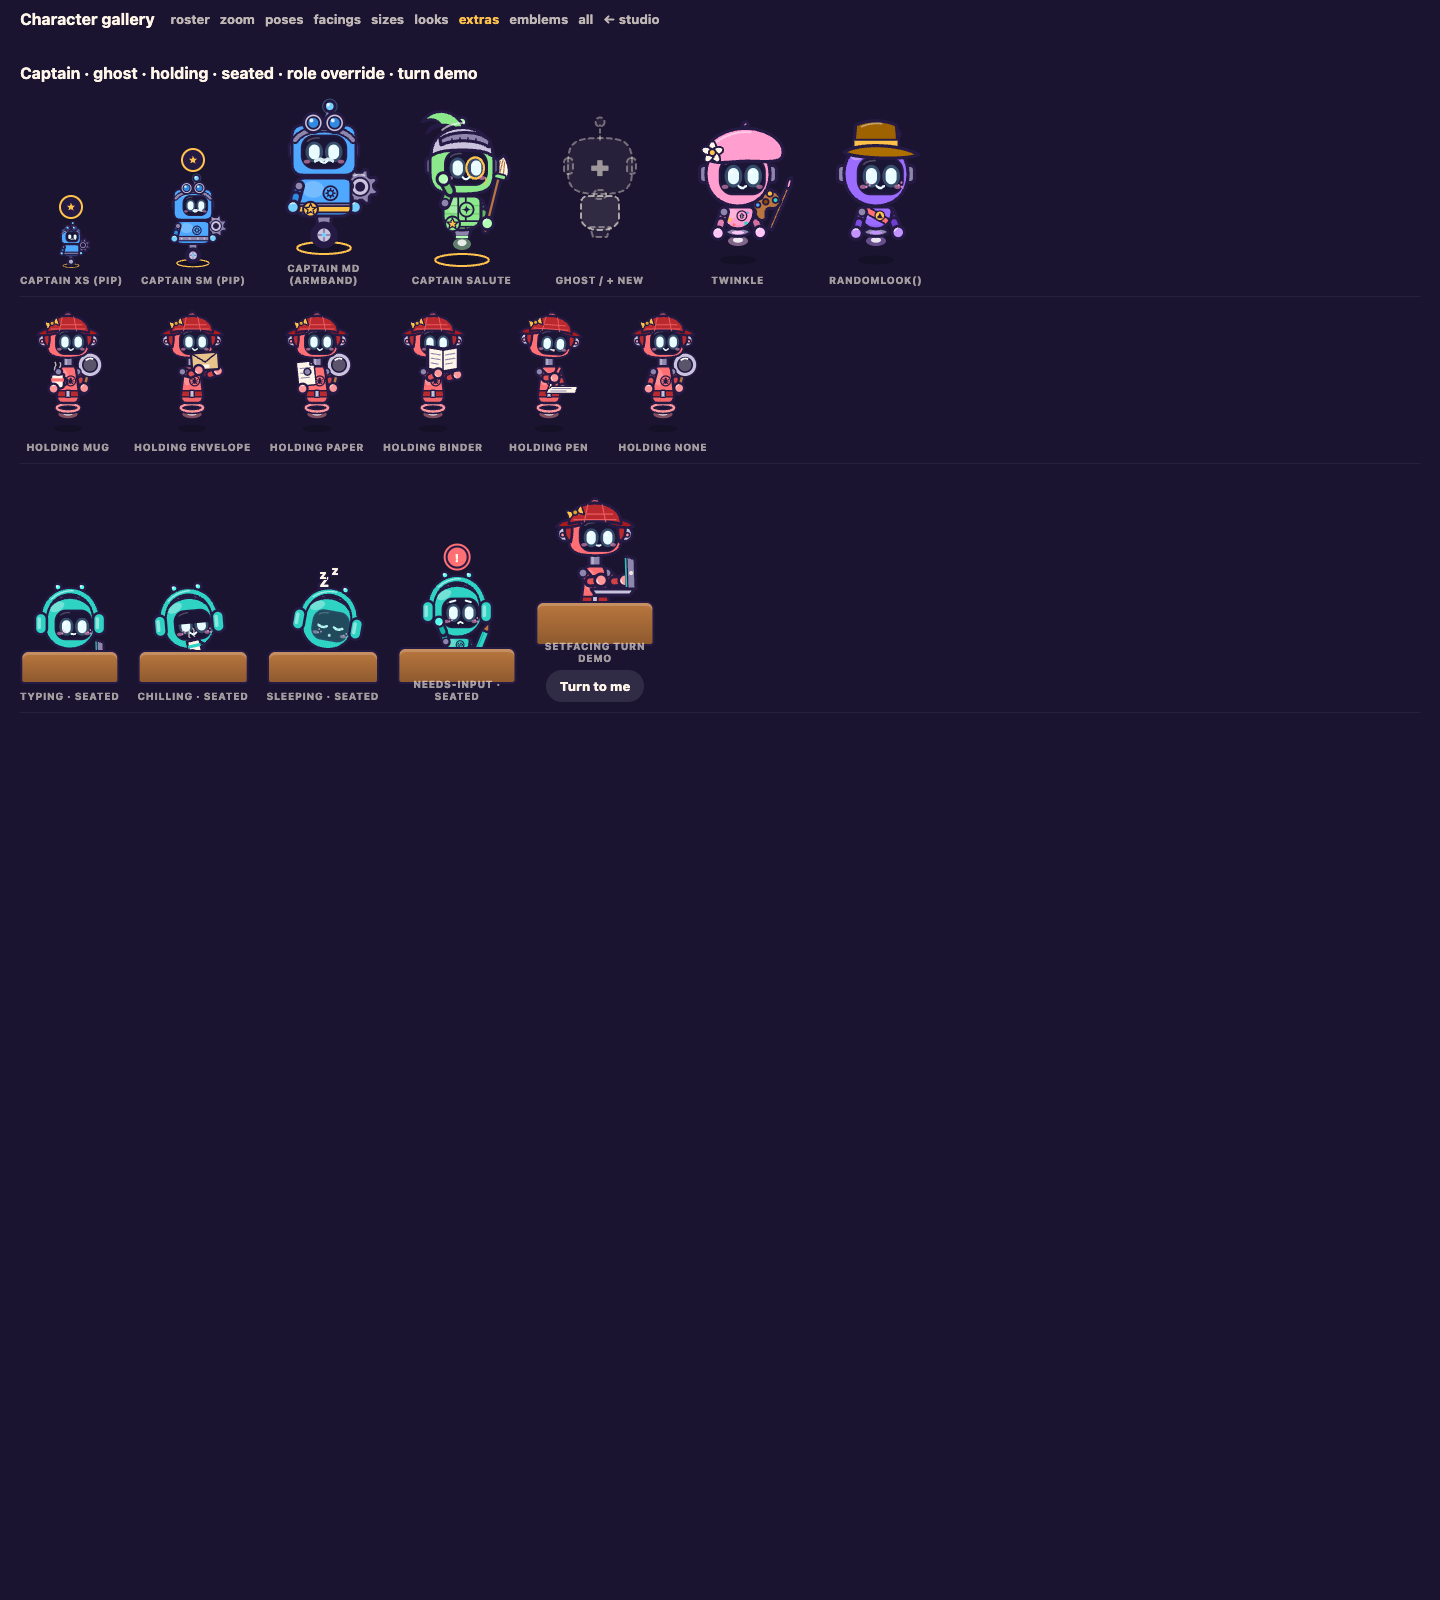 Character gallery roster zoom poses facings sizes looks extras emblems all ← studio
Captain · ghost · holding · seated · role override · turn demo
CAPTAIN XS (PIP)
CAPTAIN SM (PIP)
CAPTAIN MD
(ARMBAND)
CAPTAIN SALUTE
GHOST / + NEW
TWINKLE
RANDOMLOOK()
HOLDING MUG
HOLDING ENVELOPE
HOLDING PAPER
HOLDING BINDER
HOLDING PEN
HOLDING NONE
z
z
z
!
TYPING · SEATED
CHILLING · SEATED
SLEEPING · SEATED
NEEDS-INPUT ·
SEATED
SETFACING TURN
DEMO
Turn to me